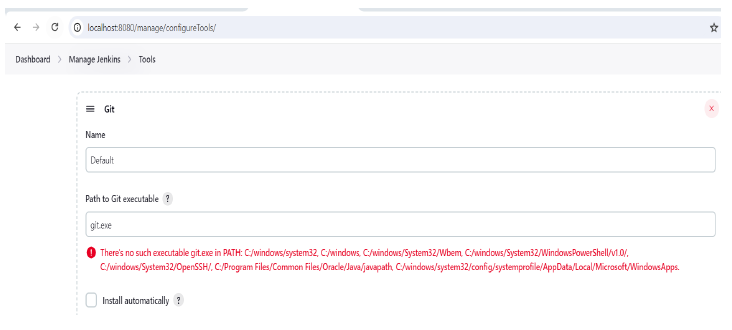 localhost:8080/manage/configureTools/
Dashboard > Manage Jenkins > Tools
Git
X
Name
Default
Path to Git executable ?
git.exe
There's no such executable git.exe in PATH: C:/windows/system32, C:/windows, C:/windows/System32/Wbem, C:/windows/System32/WindowsPowerShell/v1.0/,
C:/windows/System32/OpenSSH/, C:/Program Files/Common Files/Oracle/Java/javapath, C:/windows/system32/config/systemprofile/AppData/Local/Microsoft/WindowsApps.
Install automatically ?